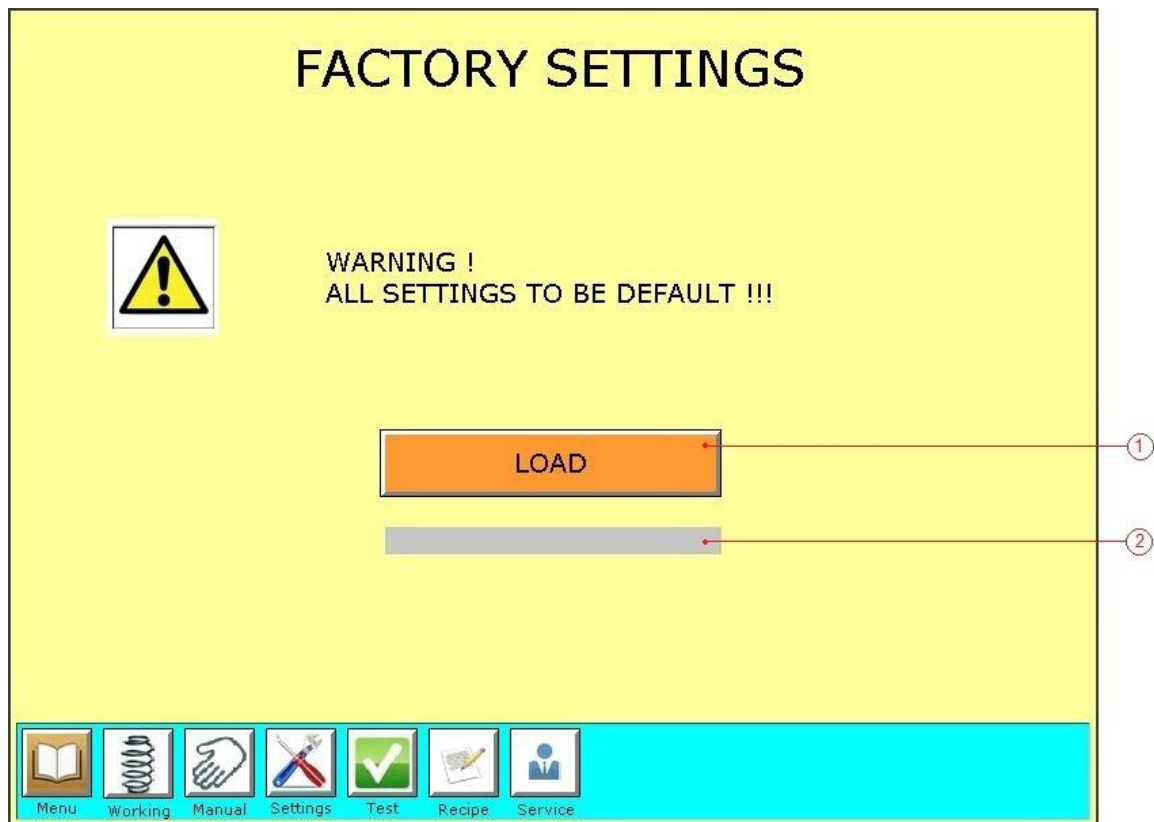 FACTORY SETTINGS
WARNING !
ALL SETTINGS TO BE DEFAULT !!!
LOAD
1
2
Menu
Working
Manual
Settings
Test
Recipe
Service